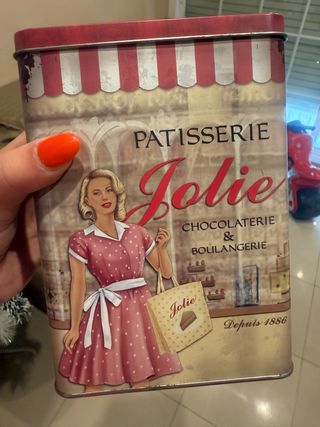 PATISSERIE
Jolie
CHOCOLATERIE
&
BOULANGERIE
Jolie
Depuis 1886